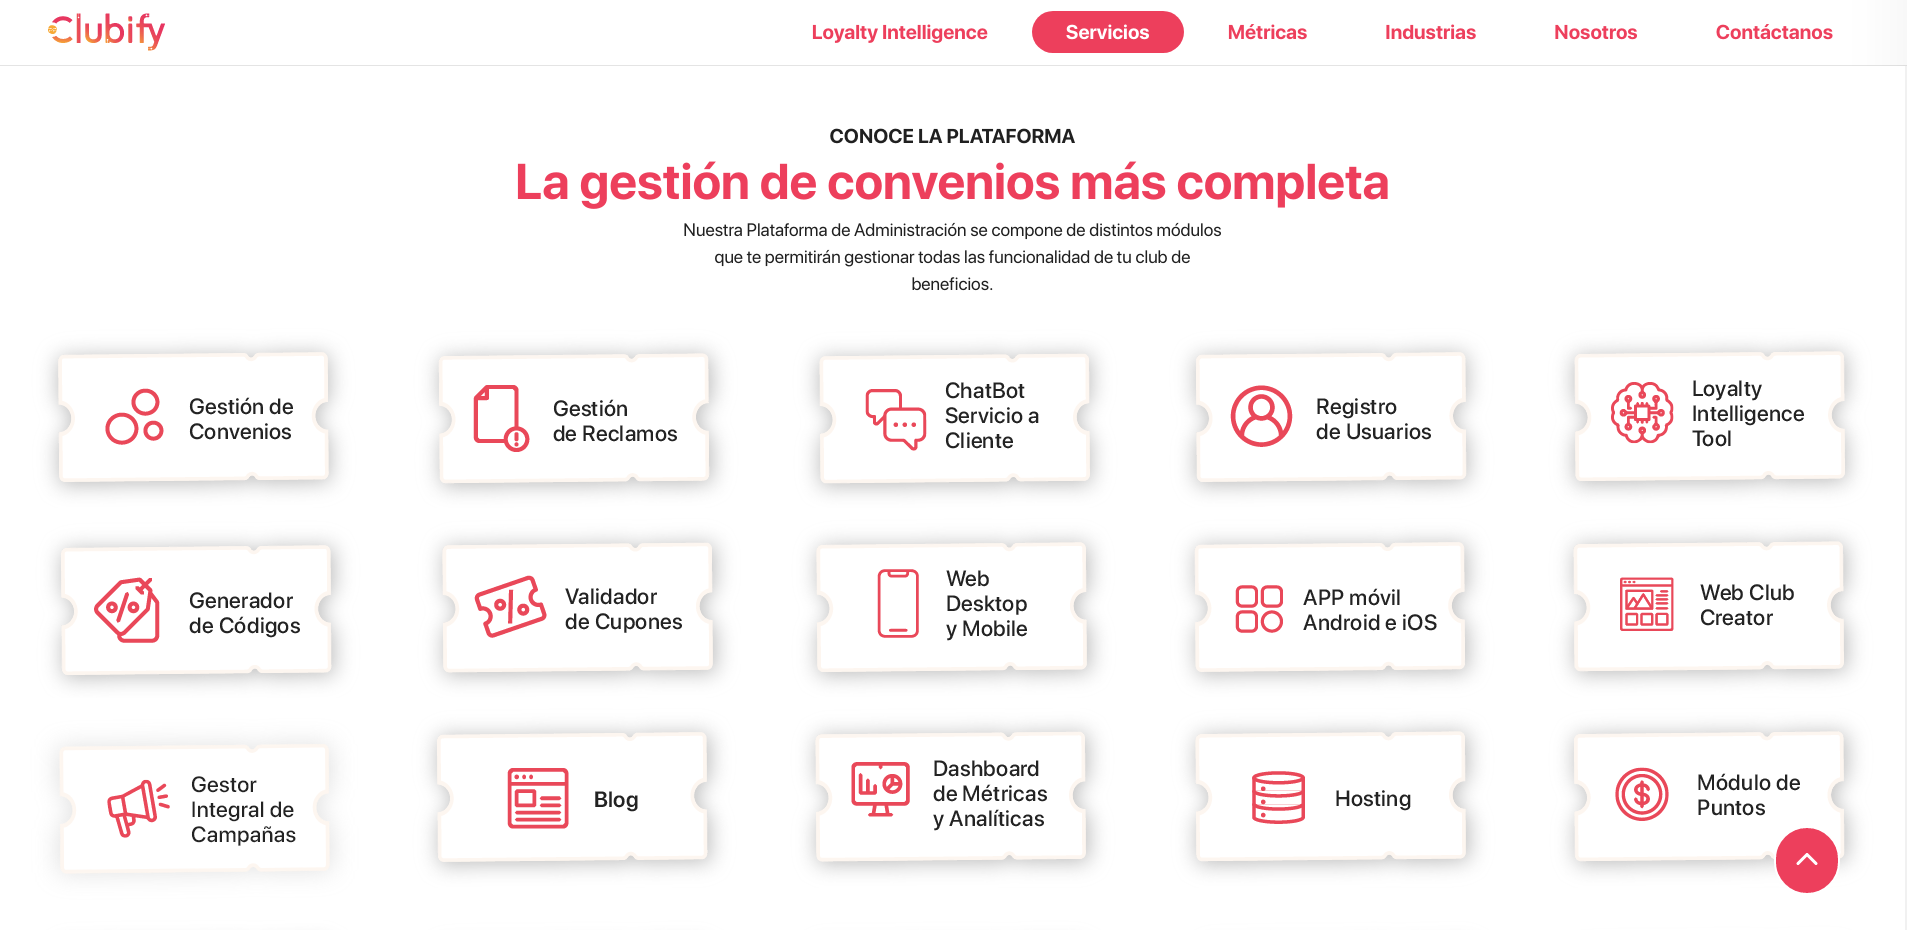 Clubify
Loyalty Intelligence
Servicios
Métricas
Industrias
Nosotros
Contáctanos
CONOCE LA PLATAFORMA
La gestión de convenios más completa
Nuestra Plataforma de Administración se compone de distintos módulos
que te permitirán gestionar todas las funcionalidad de tu club de
beneficios.
Gestión de
Convenios
Gestión
de Reclamos
ChatBot
Servicio a
Cliente
Registro
de Usuarios
Loyalty
Intelligence
Tool
Generador
de Códigos
Validador
de Cupones
Web
Desktop
y Mobile
APP móvil
Android e iOS
Web Club
Creator
Gestor
Integral de
Campañas
Blog
Dashboard
de Métricas
y Analíticas
Hosting
Módulo de
Puntos